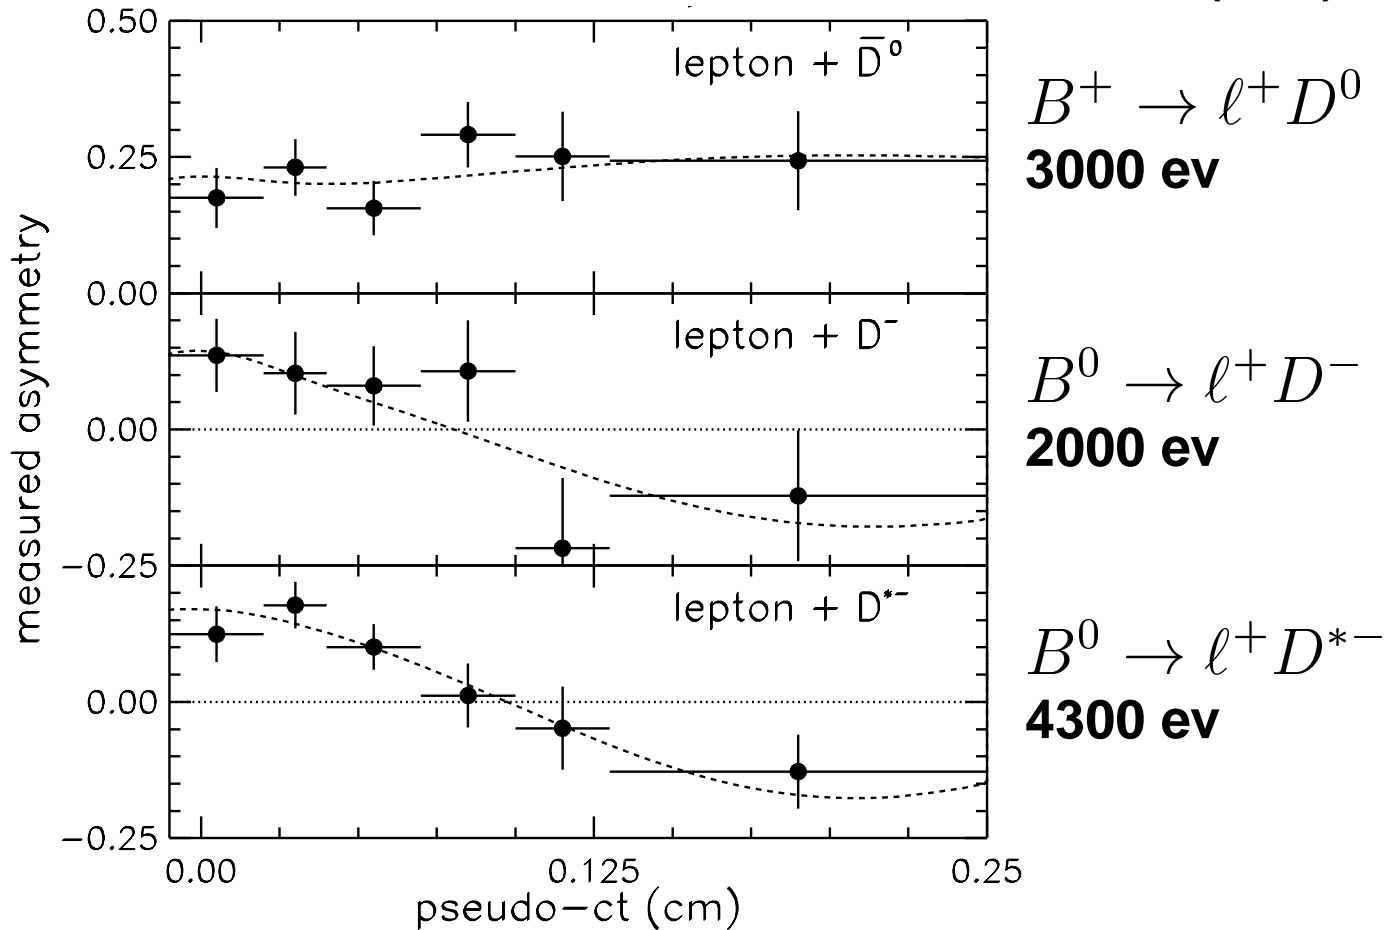 0.50
lepton + D̅⁰
B⁺ → ℓ⁺D⁰
3000 ev
0.25
0.00
lepton + D⁻
B⁰ → ℓ⁺D⁻
2000 ev
0.00
−0.25
lepton + D*⁻
B⁰ → ℓ⁺D*⁻
4300 ev
0.00
−0.25
measured asymmetry
0.00 0.125 0.25
pseudo−ct (cm)